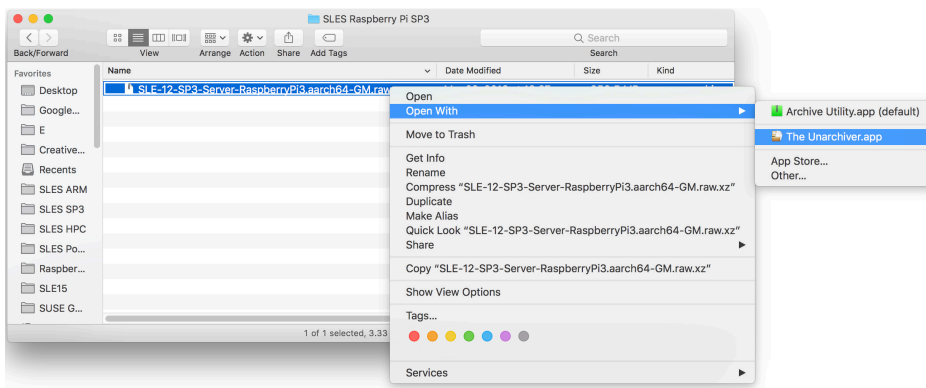 SLES Raspberry Pi SP3
Search
Back/Forward View Arrange Action Share Add Tags Search
Favorites
Desktop
Google...
E
Creative...
Recents
SLES ARM
SLES SP3
SLES HPC
SLES Po...
Raspber...
SLE15
SUSE G...
Name Date Modified Size Kind
SLE-12-SP3-Server-RaspberryPi3.aarch64-GM.raw
1 of 1 selected, 3.33
Open
Open With
Move to Trash
Get Info
Rename
Compress “SLE-12-SP3-Server-RaspberryPi3.aarch64-GM.raw.xz”
Duplicate
Make Alias
Quick Look “SLE-12-SP3-Server-RaspberryPi3.aarch64-GM.raw.xz”
Share
Copy “SLE-12-SP3-Server-RaspberryPi3.aarch64-GM.raw.xz”
Show View Options
Tags...
Services
Archive Utility.app (default)
The Unarchiver.app
App Store...
Other...